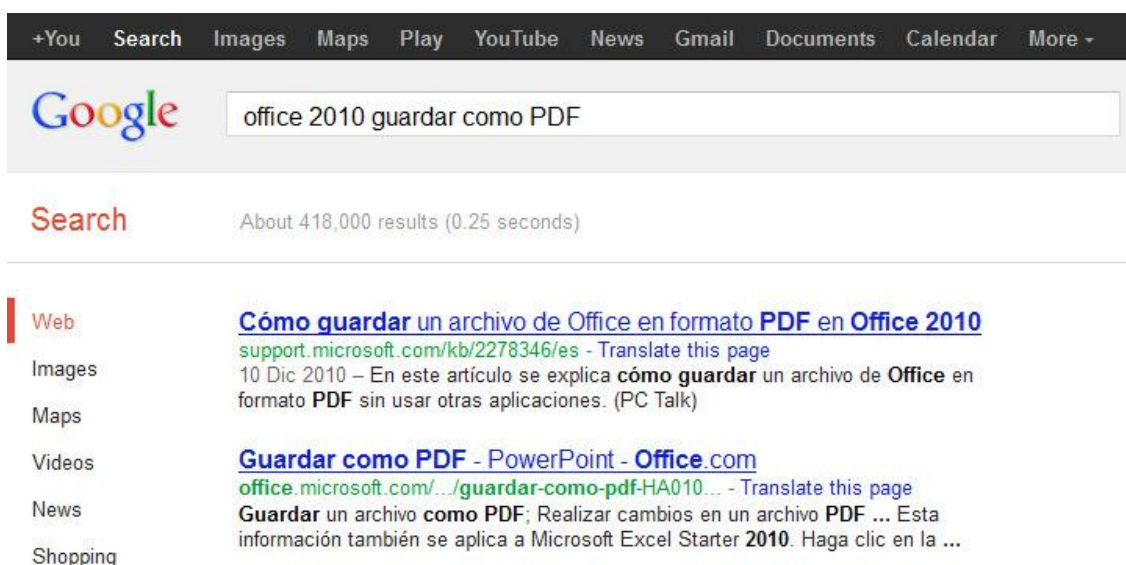 +You Search Images Maps Play YouTube News Gmail Documents Calendar More
Google
office 2010 guardar como PDF
Search
About 418,000 results (0.25 seconds)
Web
Images
Maps
Videos
News
Shopping
Cómo guardar un archivo de Office en formato PDF en Office 2010
support.microsoft.com/kb/2278346/es - Translate this page
10 Dic 2010 – En este artículo se explica cómo guardar un archivo de Office en
formato PDF sin usar otras aplicaciones. (PC Talk)
Guardar como PDF - PowerPoint - Office.com
office.microsoft.com/.../guardar-como-pdf-HA010... - Translate this page
Guardar un archivo como PDF; Realizar cambios en un archivo PDF ... Esta
información también se aplica a Microsoft Excel Starter 2010. Haga clic en la ...